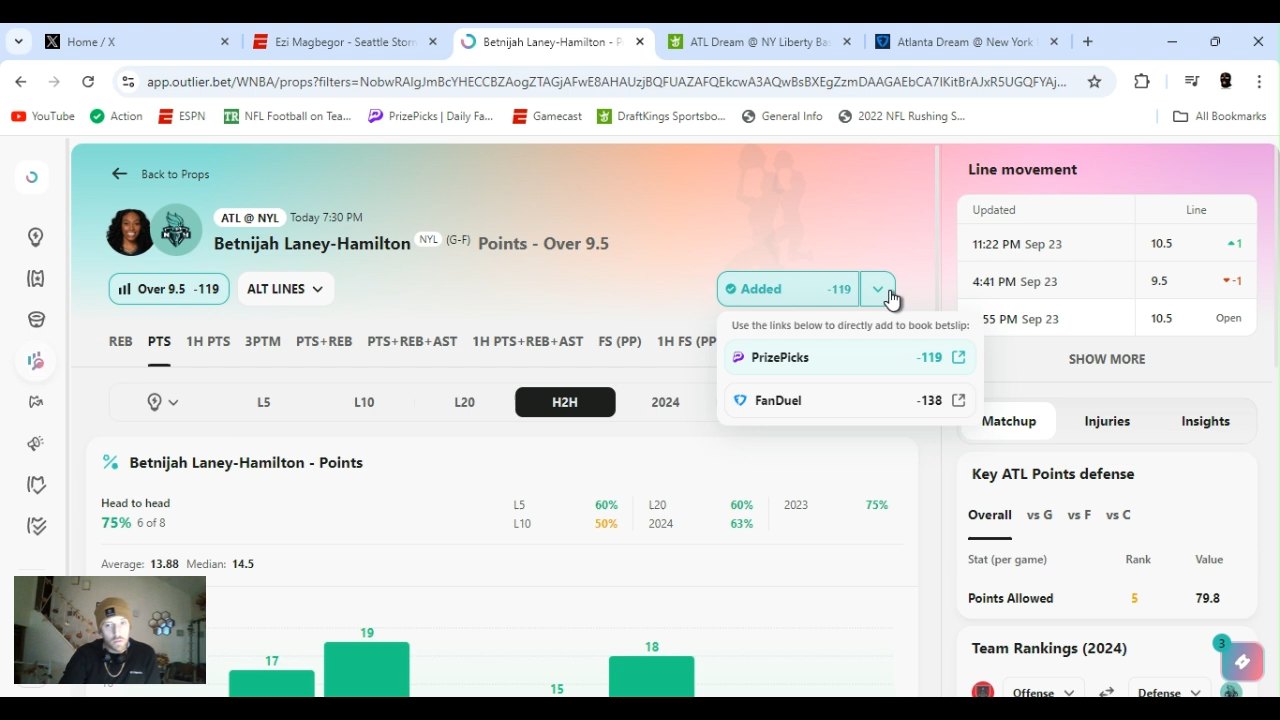 Home / X
Ezi Magbegor - Seattle Storm
Betnijah Laney-Hamilton - P
ATL Dream @ NY Liberty Ba
Atlanta Dream @ New York
app.outlier.bet/WNBA/props?filters=NobwRAlgJmBcYHECCBZAogZTAGjAFwE8AHAUzjBQFUAZAFQEkcwA3AQwBsBXEgZzmDAAGAEbCA7IKitBrAJxR5UGQFYAj...
YouTube
Action
ESPN
NFL Football on Tea...
PrizePicks | Daily Fa...
Gamecast
DraftKings Sportsbo...
General Info
2022 NFL Rushing S...
All Bookmarks
Back to Props
ATL @ NYL Today 7:30 PM
Betnijah Laney-Hamilton NYL (G-F) Points - Over 9.5
Over 9.5 -119
ALT LINES
Added -119
Use the links below to directly add to book betslip:
PrizePicks -119
FanDuel -138
REB PTS 1H PTS 3PTM PTS+REB PTS+REB+AST 1H PTS+REB+AST FS (PP) 1H FS (PP
L5 L10 L20 H2H 2024
Betnijah Laney-Hamilton - Points
Head to head
75% 6 of 8
L5 60% L20 60% 2023 75%
L10 50% 2024 63%
Average: 13.88 Median: 14.5
17
19
15
18
Line movement
Updated Line
11:22 PM Sep 23 10.5 1
4:41 PM Sep 23 9.5 -1
55 PM Sep 23 10.5 Open
SHOW MORE
Matchup Injuries Insights
Key ATL Points defense
Overall vs G vs F vs C
Stat (per game) Rank Value
Points Allowed 5 79.8
Team Rankings (2024)
3
Offense Defense